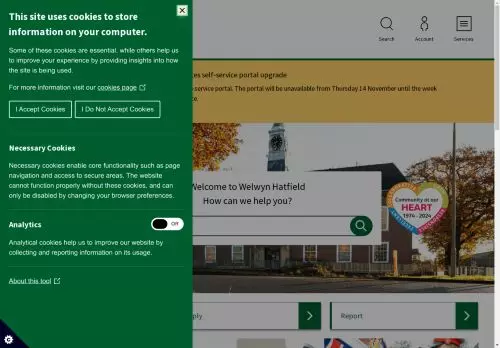 This site uses cookies to store
information on your computer.
Some of these cookies are essential, while others help us
to improve your experience by providing insights into how
the site is being used.
For more information visit our cookies page
I Accept Cookies
I Do Not Accept Cookies
Necessary Cookies
Necessary cookies enable core functionality such as page
navigation and access to secure areas. The website
cannot function properly without these cookies, and can
only be disabled by changing your browser preferences.
Analytics
Off
Analytical cookies help us to improve our website by
collecting and reporting information on its usage.
About this tool
Search
Account
Services
self-service portal upgrade
service portal. The portal will be unavailable from Thursday 14 November until the week
Welcome to Welwyn Hatfield
How can we help you?
Community at our
HEART
1974 - 2024
Report